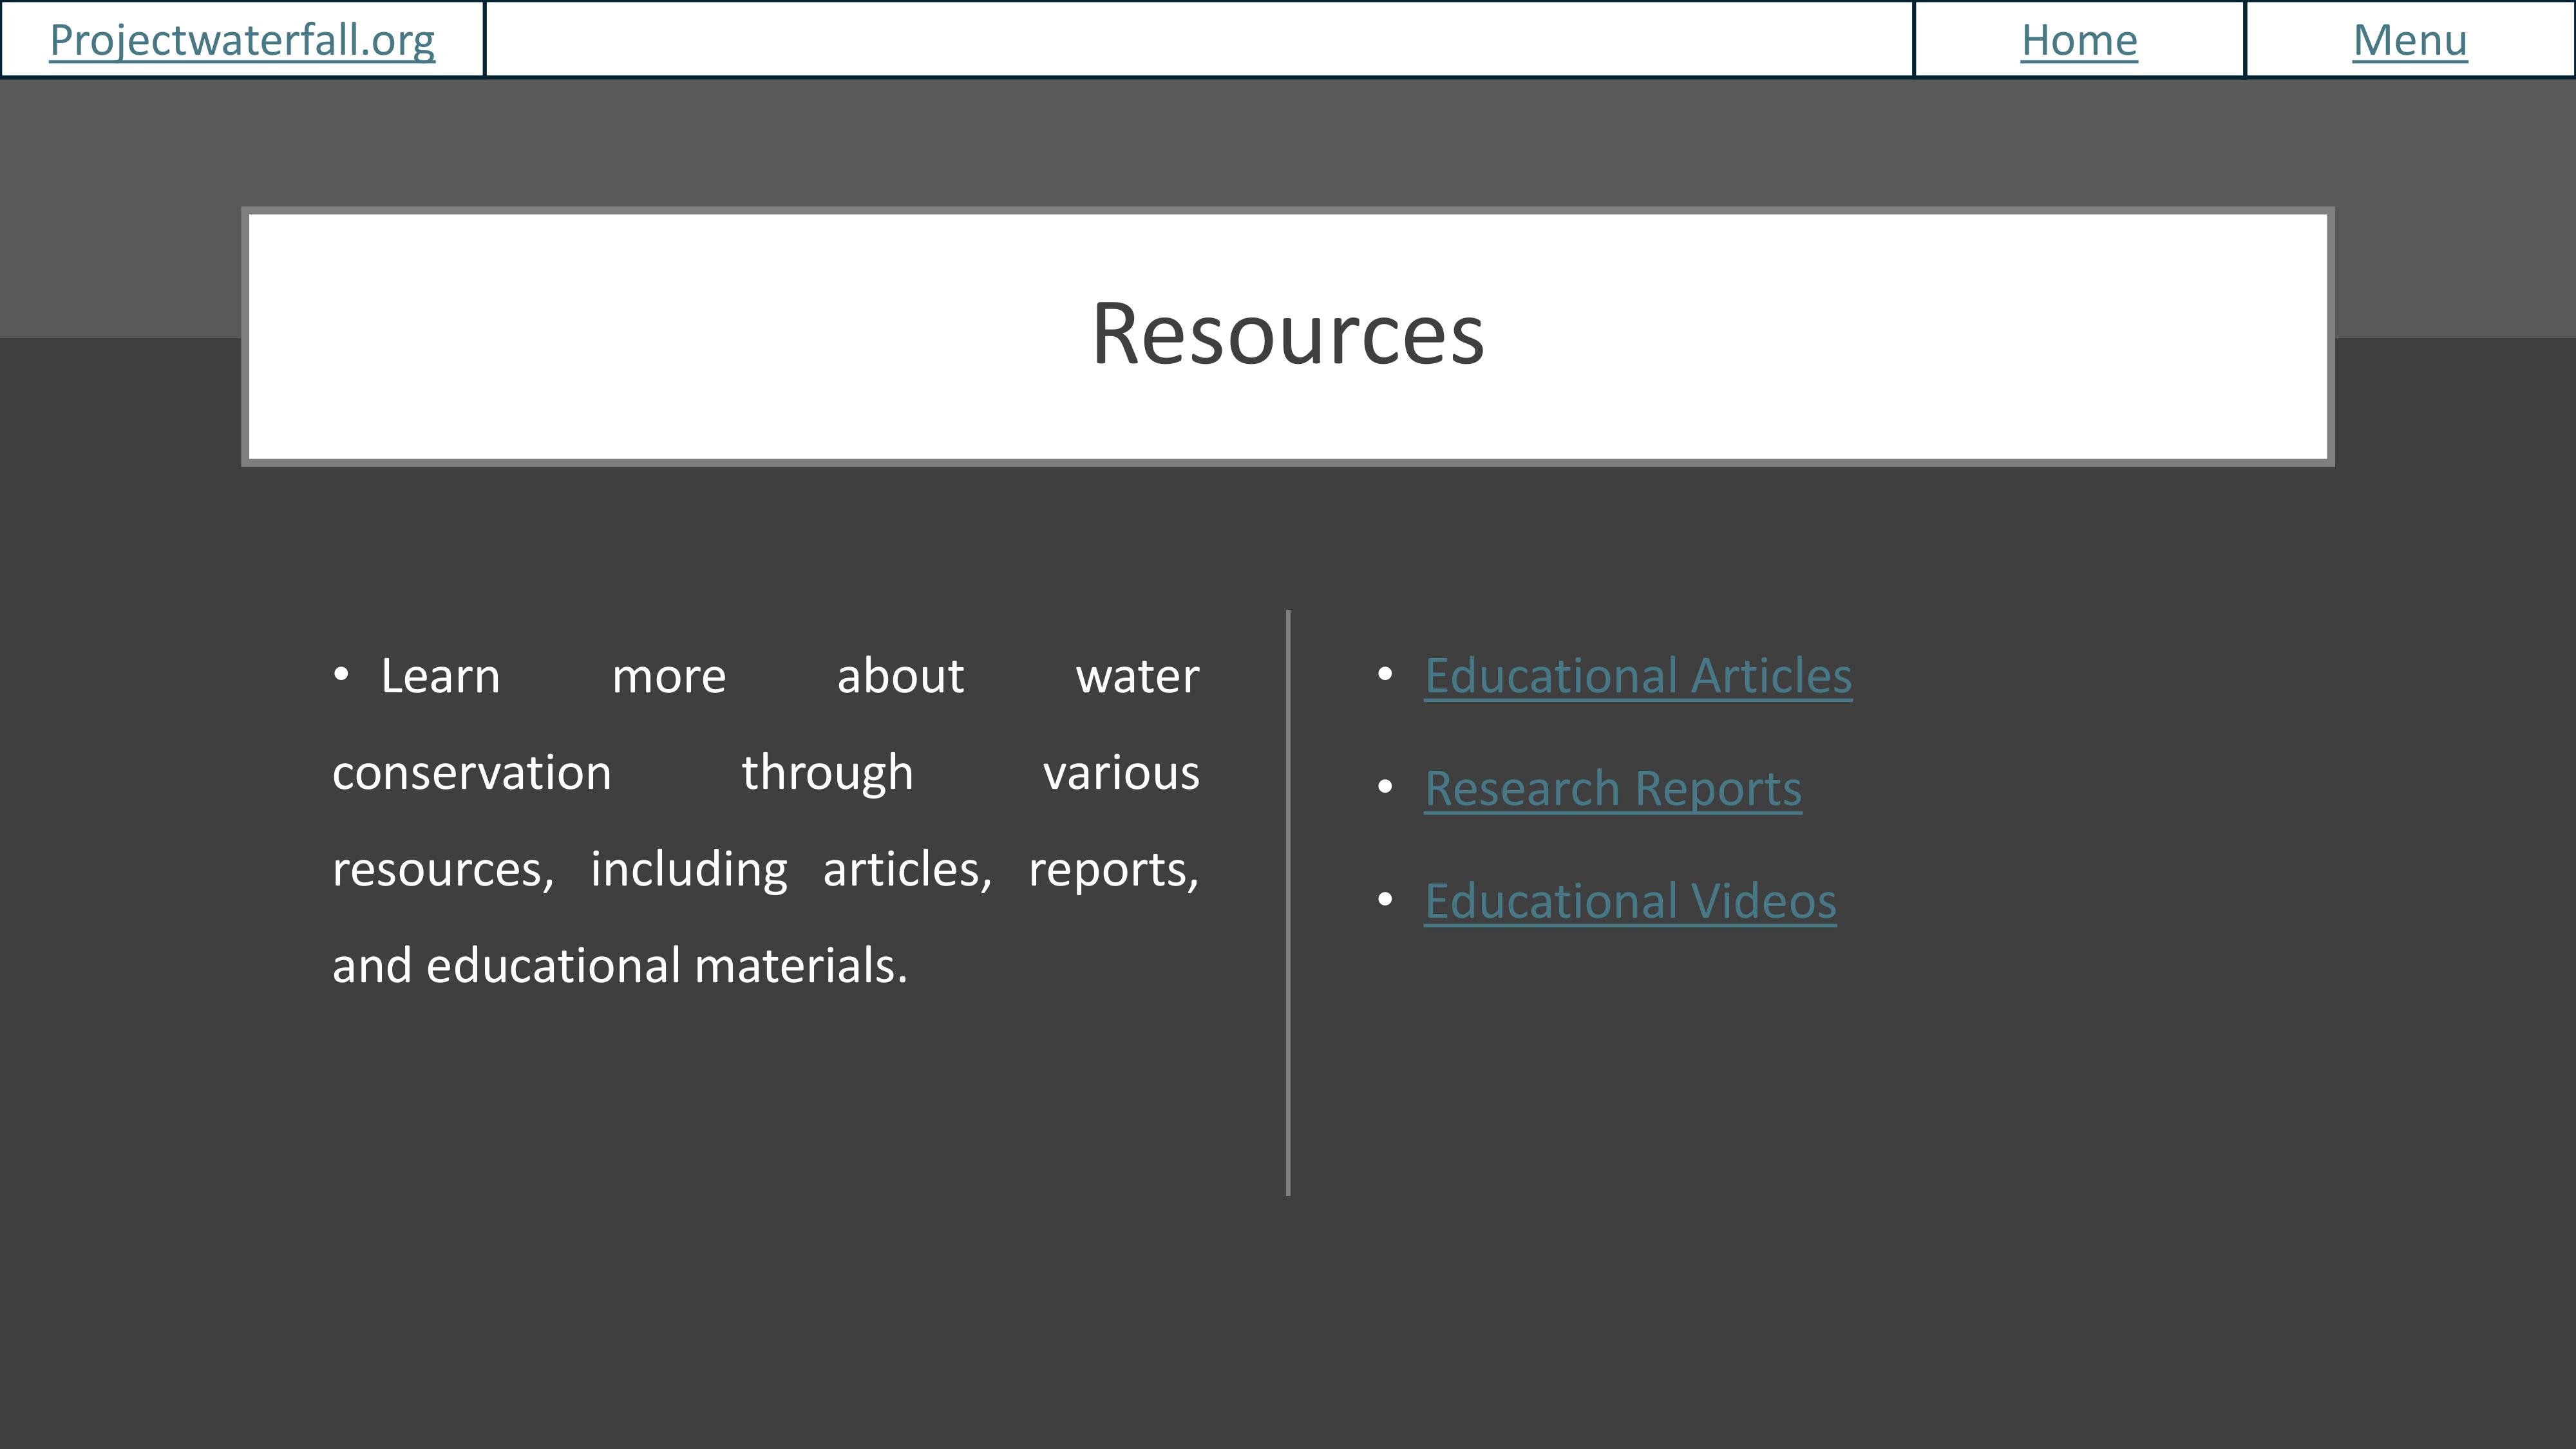 Projectwaterfall.org
Home
Menu
Resources
• Learn more about water
conservation through various
resources, including articles, reports,
and educational materials.
• Educational Articles
• Research Reports
• Educational Videos